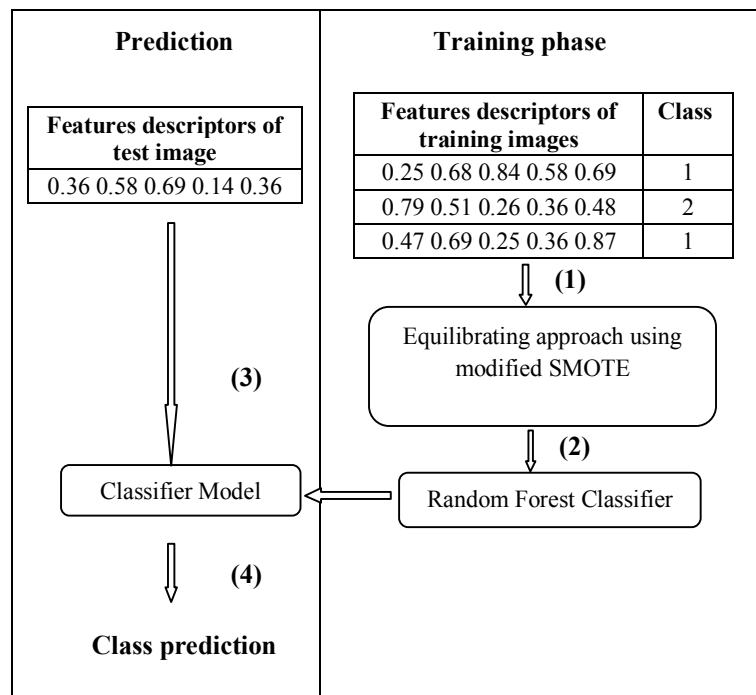 Prediction
Features descriptors of
test image
0.36 0.58 0.69 0.14 0.36
(3)
Classifier Model
(4)
Class prediction
Training phase
Features descriptors of
training images
Class
0.25 0.68 0.84 0.58 0.69 1
0.79 0.51 0.26 0.36 0.48 2
0.47 0.69 0.25 0.36 0.87 1
(1)
Equilibrating approach using
modified SMOTE
(2)
Random Forest Classifier